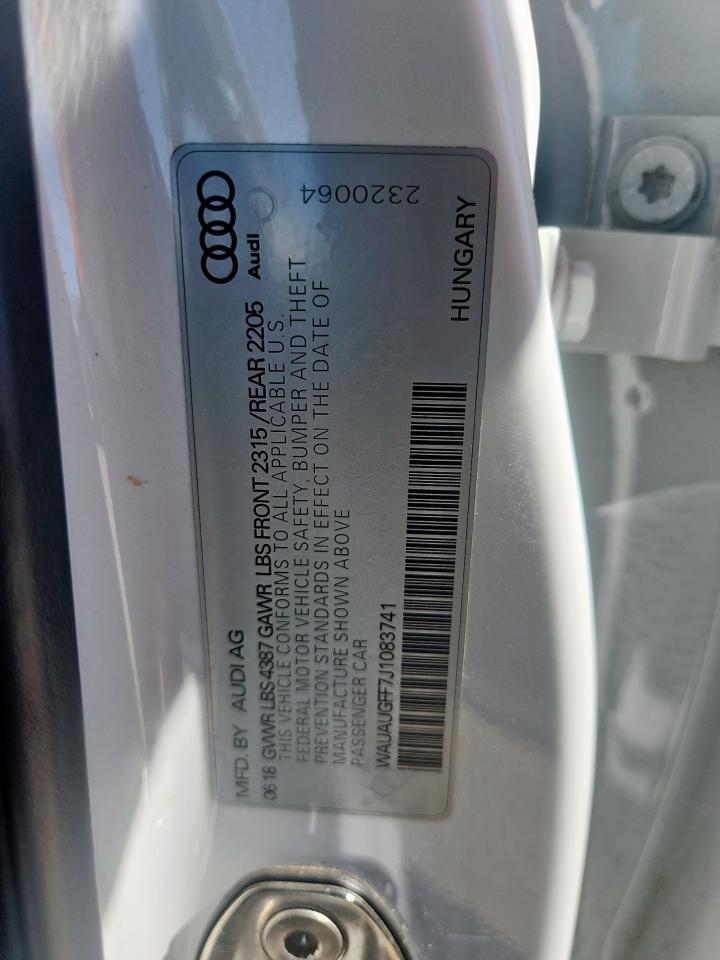 MFD. BY AUDI AG
Audi
06 18 GVWR LBS 4387 GAWR LBS FRONT 2315 /REAR 2205
THIS VEHICLE CONFORMS TO ALL APPLICABLE U.S.
FEDERAL MOTOR VEHICLE SAFETY, BUMPER AND THEFT
PREVENTION STANDARDS IN EFFECT ON THE DATE OF
MANUFACTURE SHOWN ABOVE
PASSENGER CAR
WAUAUGFF7J1083741
2320064
HUNGARY